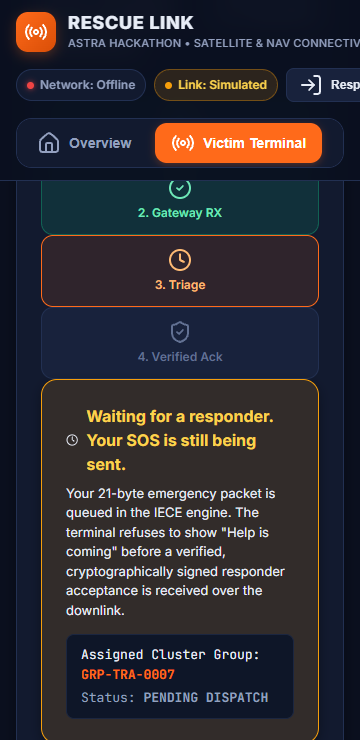 RESCUE LINK
ASTRA HACKATHON • SATELLITE & NAV CONNECTIV
Network: Offline
Link: Simulated
Resp
Overview
Victim Terminal
2. Gateway RX
3. Triage
4. Verified Ack
Waiting for a responder.
Your SOS is still being
sent.
Your 21-byte emergency packet is
queued in the IECE engine. The
terminal refuses to show "Help is
coming" before a verified,
cryptographically signed responder
acceptance is received over the
downlink.
Assigned Cluster Group:
GRP-TRA-0007
Status: PENDING DISPATCH